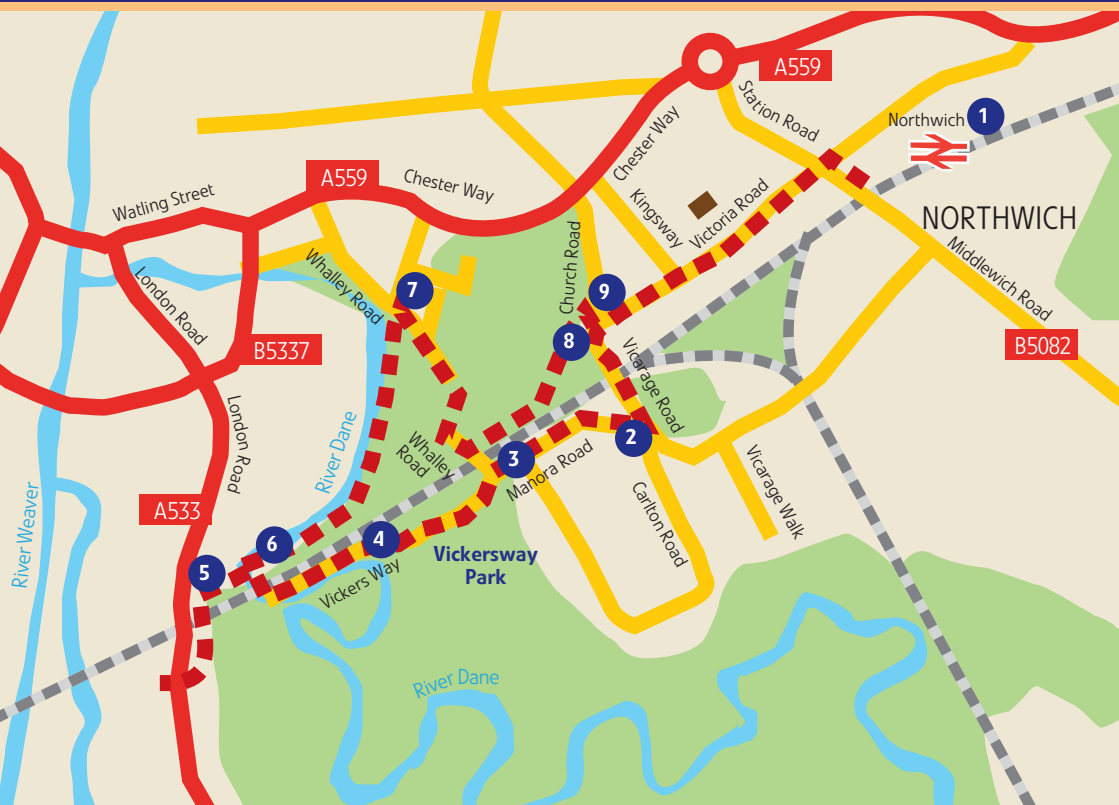 A559
Station Road
Northwich
1
Chester Way
A559
Chester Way
Watling Street
Kingsway
Victoria Road
NORTHWICH
Middlewich Road
Church Road
Whalley Road
London Road
7
9
8
B5337
B5082
Vicarage Road
London Road
River Dane
Whalley
Road
2
3
Manora Road
Vicarage Walk
River Weaver
A533
Carlton Road
6
4
5
Vickers Way
Vickersway
Park
River Dane